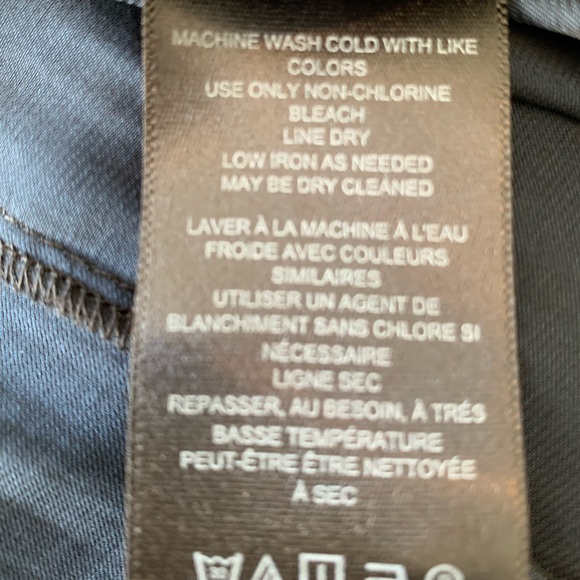 MACHINE WASH COLD WITH LIKE
COLORS
USE ONLY NON-CHLORINE
BLEACH
LINE DRY
LOW IRON AS NEEDED
MAY BE DRY CLEANED
LAVER À LA MACHINE À L'EAU
FROIDE AVEC COULEURS
SIMILAIRES
UTILISER UN AGENT DE
BLANCHIMENT SANS CHLORE SI
NÉCESSAIRE
LIGNE SEC
REPASSER, AU BESOIN, À TRÉS
BASSE TEMPÉRATURE
PEUT-ÊTRE ÊTRE NETTOYÉE
À SEC